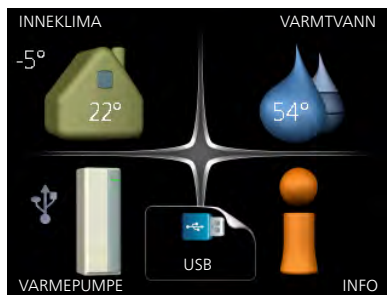 INNEKLIMA
VARMTVANN
-5°
22°
54°
USB
VARMEPUMPE
INFO